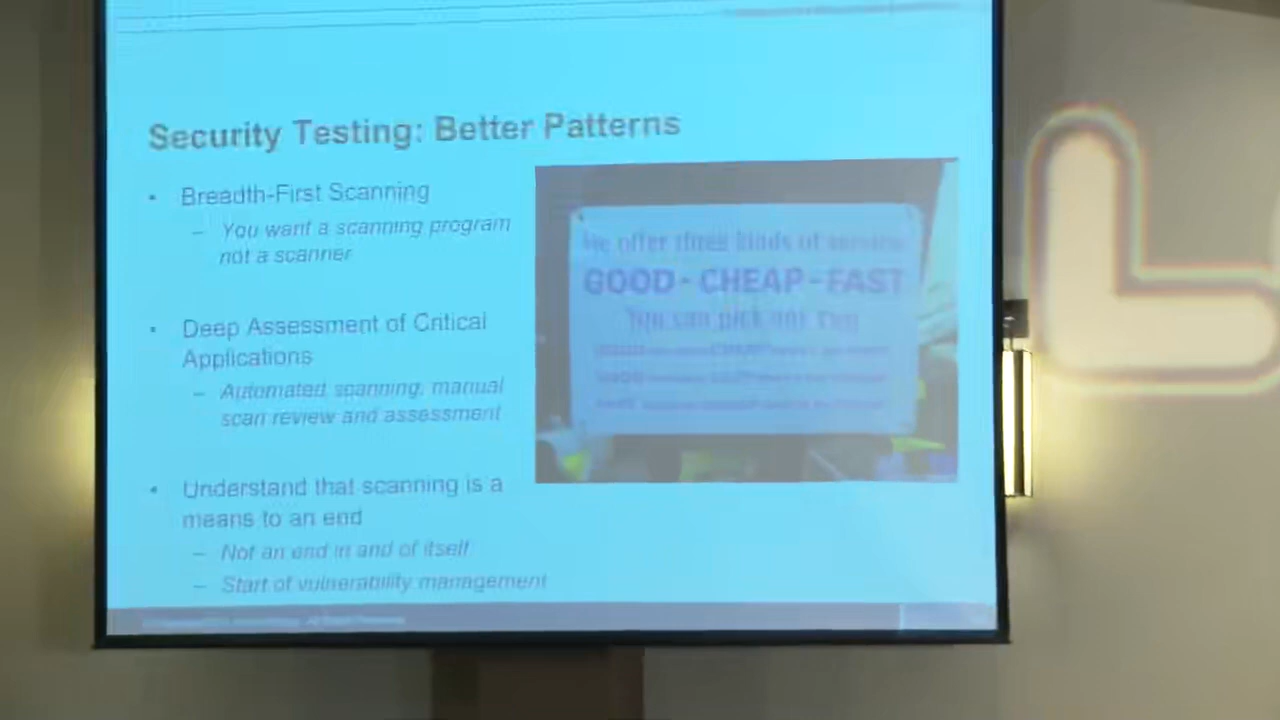 Security Testing: Better Patterns
• Breadth-First Scanning
– You want a scanning program
not a scanner
• Deep Assessment of Critical
Applications
– Automated scanning, manual
scan review and assessment
• Understand that scanning is a
means to an end
– Not an end in and of itself
– Start of vulnerability management
We offer three kinds of service
GOOD - CHEAP - FAST
You can pick any two